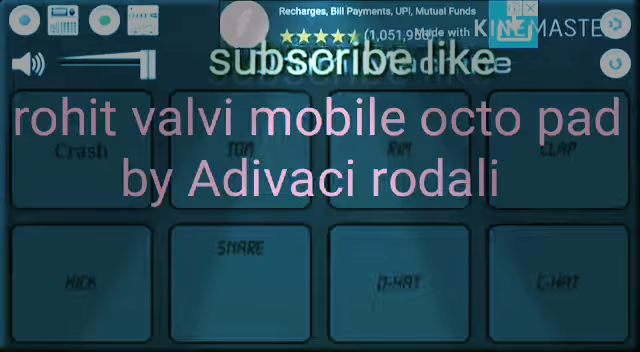 Recharges, Bill Payments, UPI, Mutual Funds
Made with KINEMASTER
subscribe like
rohit valvi mobile octo pad
by Adivaci rodali
Crash TOM RIM CLAP
KICK SNARE O-HAT C-HAT